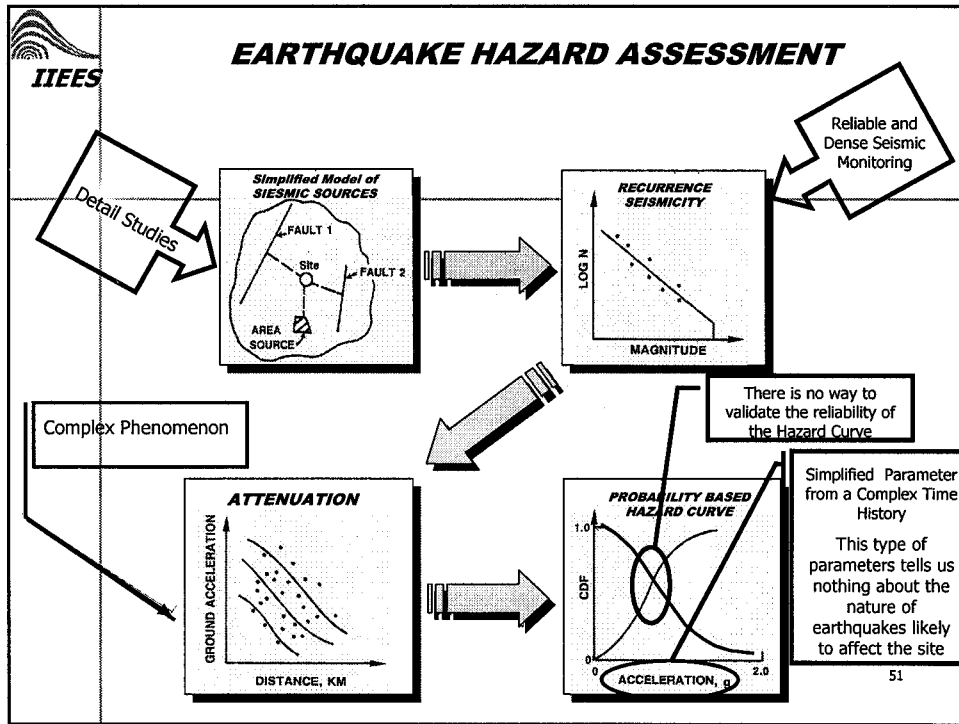 IIEES
EARTHQUAKE HAZARD ASSESSMENT
Detail Studies
Simplified Model of
SIESMIC SOURCES
FAULT 1
Site
FAULT 2
AREA
SOURCE
RECURRENCE
SEISMICITY
LOG N
MAGNITUDE
Reliable and
Dense Seismic
Monitoring
Complex Phenomenon
ATTENUATION
GROUND ACCELERATION
DISTANCE, KM
There is no way to
validate the reliability of
the Hazard Curve
PROBABILITY BASED
HAZARD CURVE
1.0
CDF
0
0
2.0
ACCELERATION, g
Simplified Parameter
from a Complex Time
History
This type of
parameters tells us
nothing about the
nature of
earthquakes likely
to affect the site
51